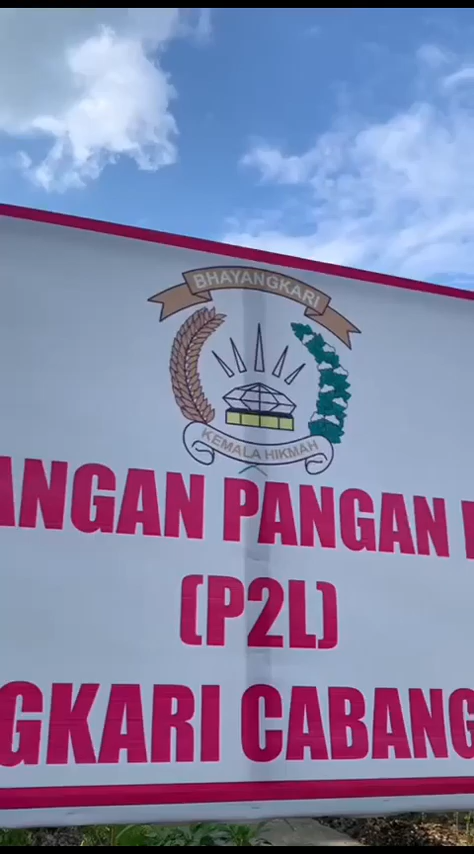 BHAYANGKARI
KEMALA HIKMAH
ANGAN PANGAN
(P2L)
GKARI CABANG